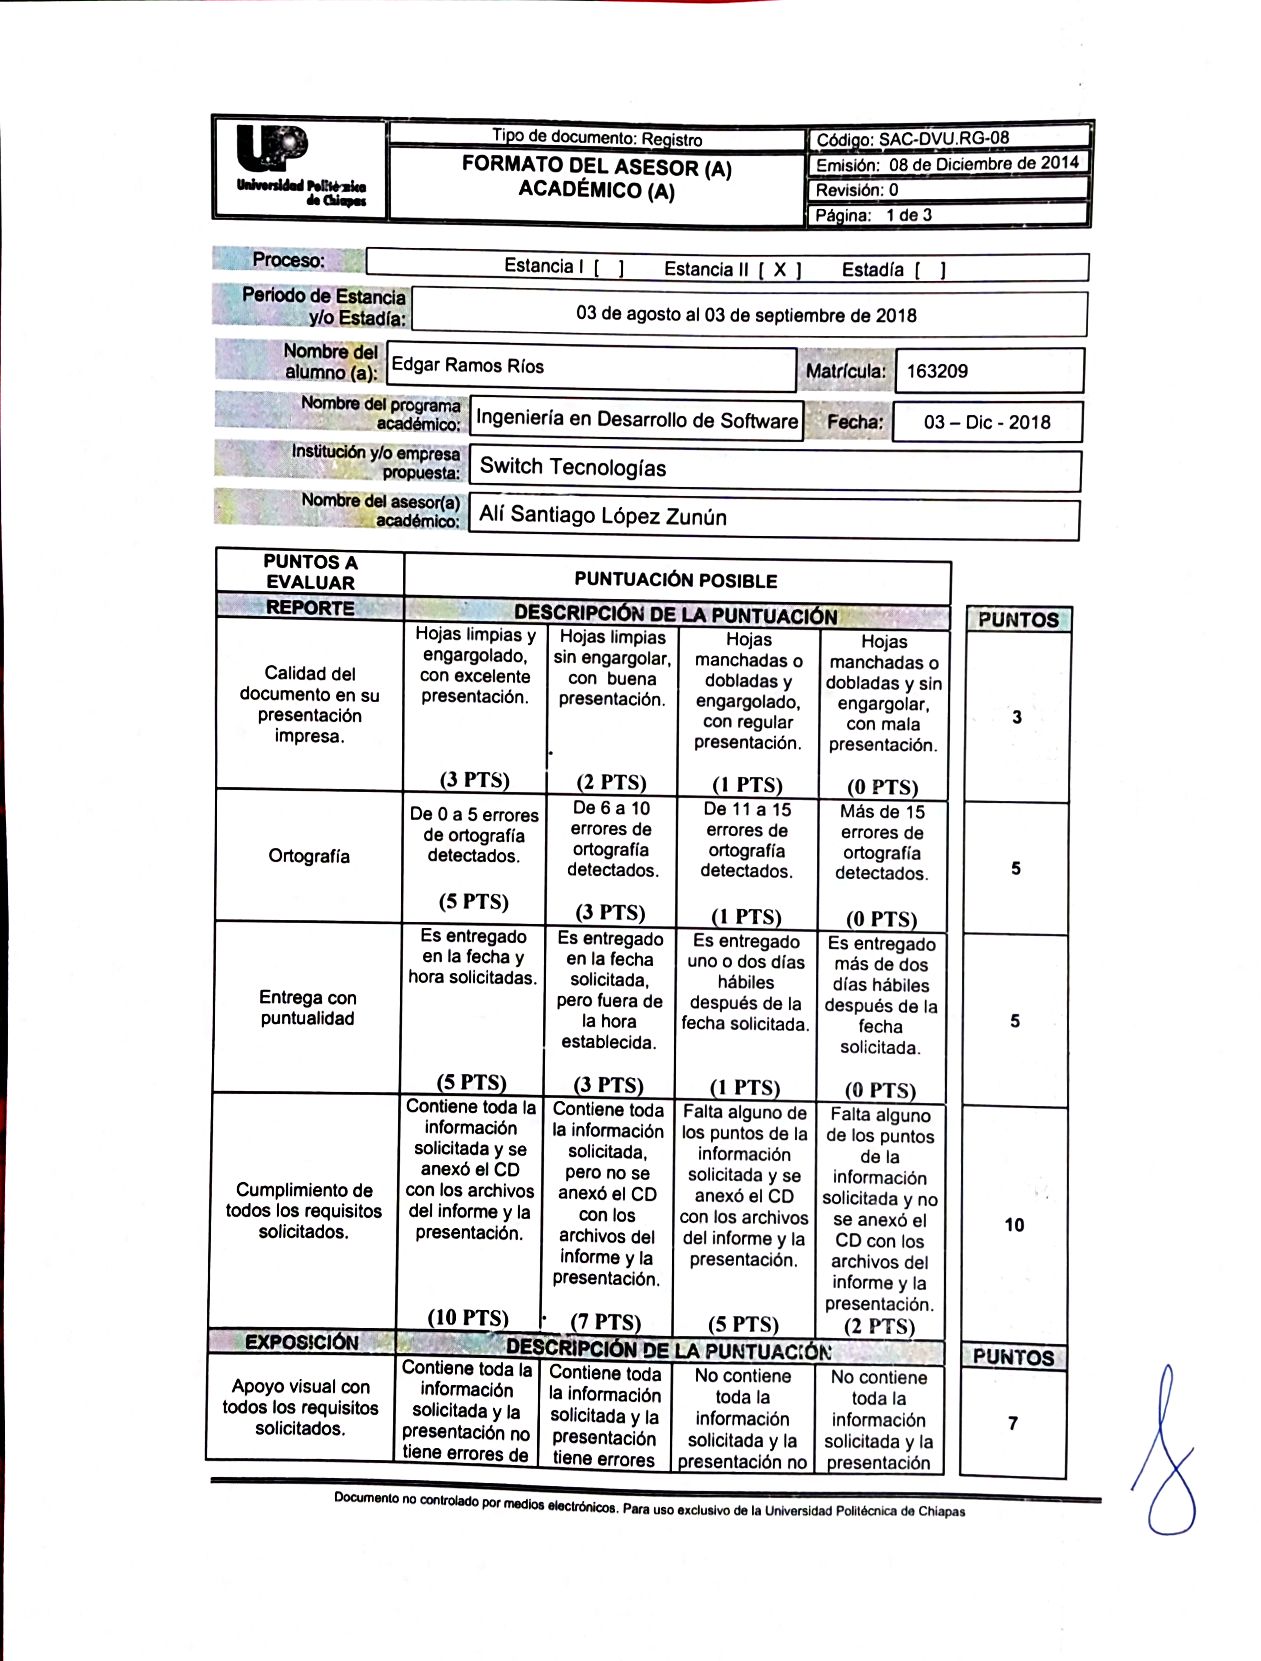 UP
Universidad Politécnica
de Chiapas
Tipo de documento: Registro
FORMATO DEL ASESOR (A)
ACADÉMICO (A)
Código: SAC-DVU.RG-08
Emisión: 08 de Diciembre de 2014
Revisión: 0
Página: 1 de 3
Proceso:
Estancia I [ ] Estancia II [ X ] Estadía [ ]
Período de Estancia
y/o Estadía:
03 de agosto al 03 de septiembre de 2018
Nombre del
alumno (a):
Edgar Ramos Ríos
Matrícula:
163209
Nombre del programa
académico:
Ingeniería en Desarrollo de Software
Fecha:
03 – Dic - 2018
Institución y/o empresa
propuesta:
Switch Tecnologías
Nombre del asesor(a)
académico:
Alí Santiago López Zunún
PUNTOS A
EVALUAR
PUNTUACIÓN POSIBLE
REPORTE
DESCRIPCIÓN DE LA PUNTUACIÓN
PUNTOS
Calidad del
documento en su
presentación
impresa.
Hojas limpias y
engargolado,
con excelente
presentación.
(3 PTS)
Hojas limpias
sin engargolar,
con buena
presentación.
(2 PTS)
Hojas
manchadas o
dobladas y
engargolado,
con regular
presentación.
(1 PTS)
Hojas
manchadas o
dobladas y sin
engargolar,
con mala
presentación.
(0 PTS)
3
Ortografía
De 0 a 5 errores
de ortografía
detectados.
(5 PTS)
De 6 a 10
errores de
ortografía
detectados.
(3 PTS)
De 11 a 15
errores de
ortografía
detectados.
(1 PTS)
Más de 15
errores de
ortografía
detectados.
(0 PTS)
5
Entrega con
puntualidad
Es entregado
en la fecha y
hora solicitadas.
(5 PTS)
Es entregado
en la fecha
solicitada,
pero fuera de
la hora
establecida.
(3 PTS)
Es entregado
uno o dos días
hábiles
después de la
fecha solicitada.
(1 PTS)
Es entregado
más de dos
días hábiles
después de la
fecha
solicitada.
(0 PTS)
5
Cumplimiento de
todos los requisitos
solicitados.
Contiene toda la
información
solicitada y se
anexó el CD
con los archivos
del informe y la
presentación.
(10 PTS)
Contiene toda
la información
solicitada,
pero no se
anexó el CD
con los
archivos del
informe y la
presentación.
(7 PTS)
Falta alguno de
los puntos de la
información
solicitada y se
anexó el CD
con los archivos
del informe y la
presentación.
(5 PTS)
Falta alguno
de los puntos
de la
información
solicitada y no
se anexó el
CD con los
archivos del
informe y la
presentación.
(2 PTS)
10
EXPOSICIÓN
DESCRIPCIÓN DE LA PUNTUACIÓN
PUNTOS
Apoyo visual con
todos los requisitos
solicitados.
Contiene toda la
información
solicitada y la
presentación no
tiene errores de
Contiene toda
la información
solicitada y la
presentación
tiene errores
No contiene
toda la
información
solicitada y la
presentación no
No contiene
toda la
información
solicitada y la
presentación
7
Documento no controlado por medios electrónicos. Para uso exclusivo de la Universidad Politécnica de Chiapas